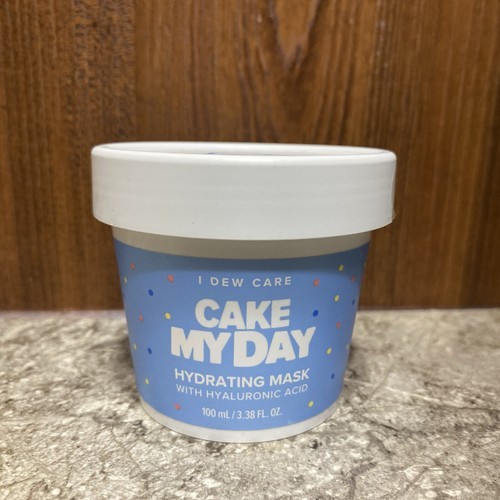 I DEW CARE
CAKE
MY DAY
HYDRATING MASK
WITH HYALURONIC ACID
100 mL / 3.38 FL. OZ.